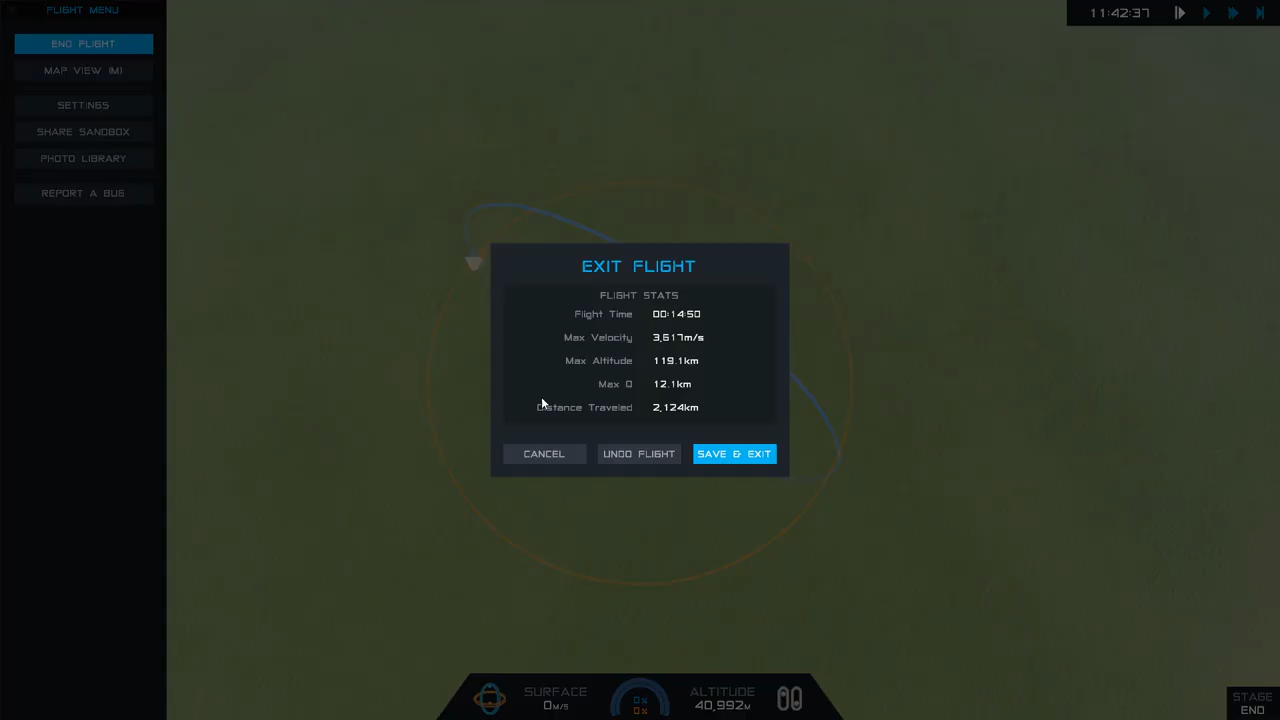 FLIGHT MENU
END FLIGHT
MAP VIEW (M)
SETTINGS
SHARE SANDBOX
PHOTO LIBRARY
REPORT A BUG
11:42:37
EXIT FLIGHT
FLIGHT STATS
Flight Time 00:14:50
Max Velocity 3,617m/s
Max Altitude 119.1km
Max Q 12.1km
Distance Traveled 2,124km
CANCEL
UNDO FLIGHT
SAVE & EXIT
SURFACE
0M/S
0%
0%
ALTITUDE
40,992M
STAGE
END